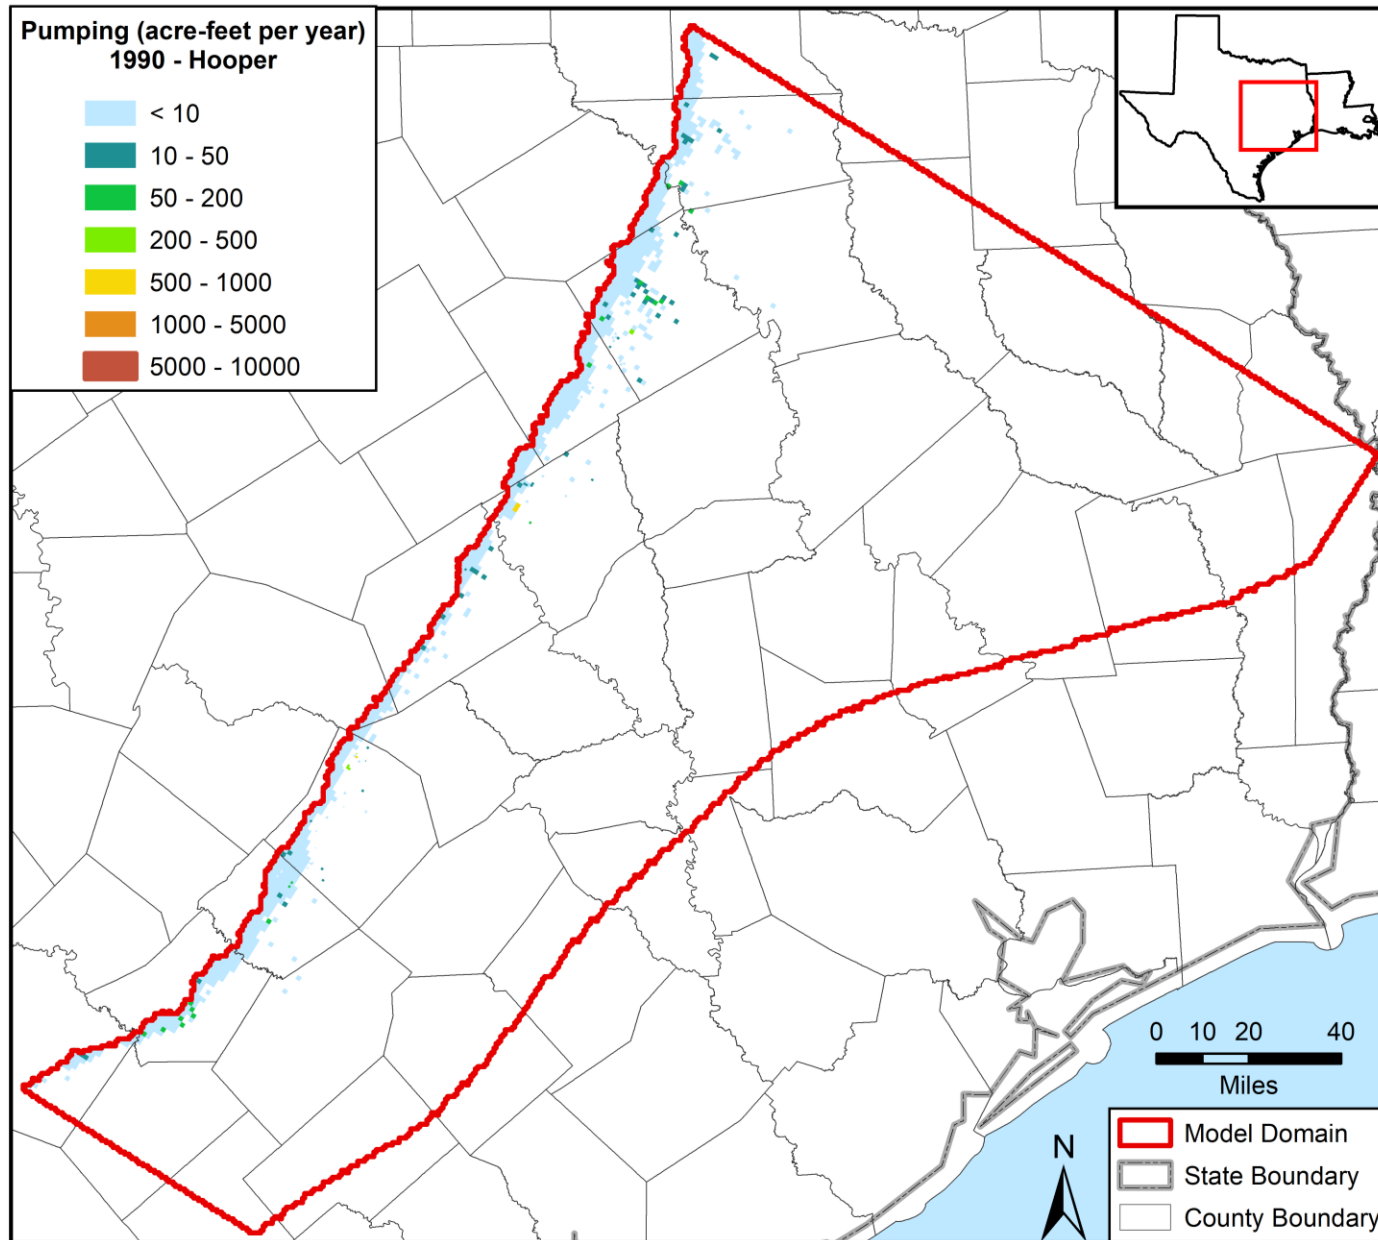 Pumping (acre-feet per year)
1990 - Hooper
< 10
10 - 50
50 - 200
200 - 500
500 - 1000
1000 - 5000
5000 - 10000
0 10 20 40
Miles
N
Model Domain
State Boundary
County Boundary